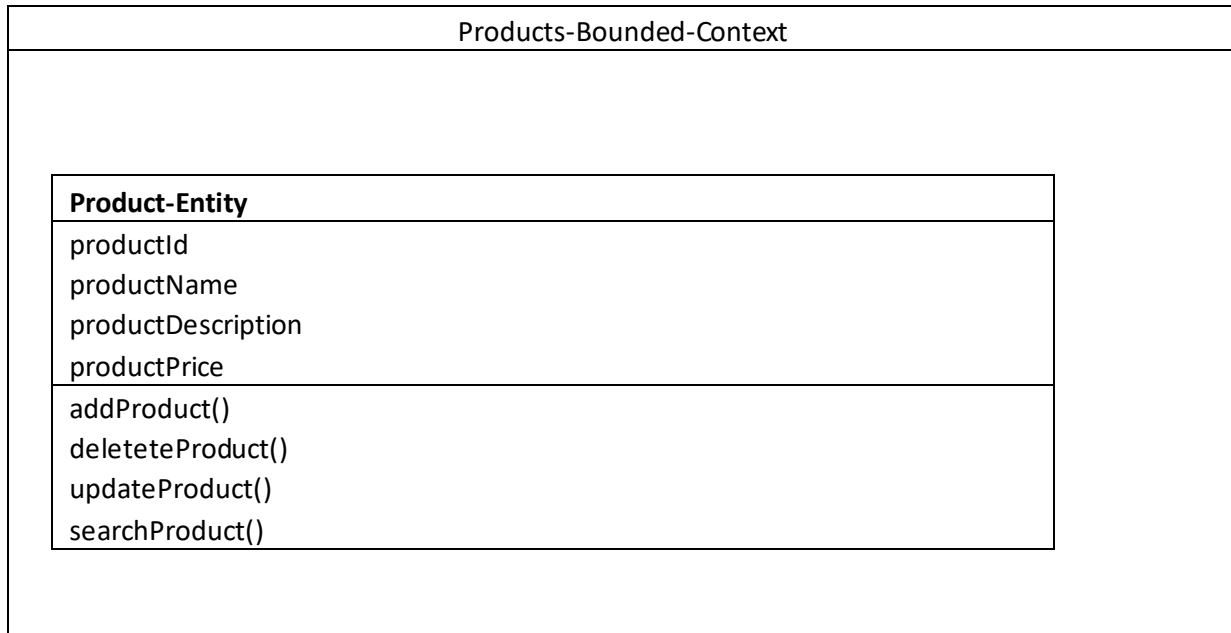 Products-Bounded-Context
Product-Entity
productId
productName
productDescription
productPrice
addProduct()
deleteteProduct()
updateProduct()
searchProduct()